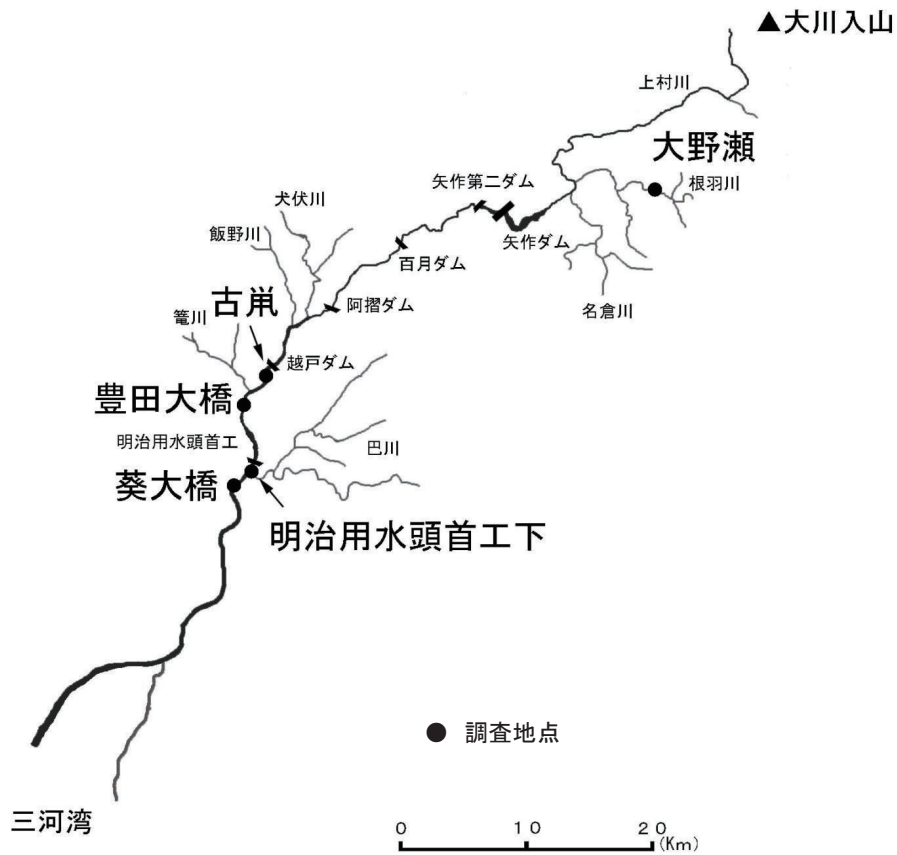 ▲大川入山
上村川
大野瀬
根羽川
矢作第二ダム
矢作ダム
名倉川
犬伏川
飯野川
百月ダム
阿摺ダム
古鼡
篭川
越戸ダム
豊田大橋
明治用水頭首工
巴川
葵大橋
明治用水頭首工下
● 調査地点
三河湾
0 10 20
(Km)